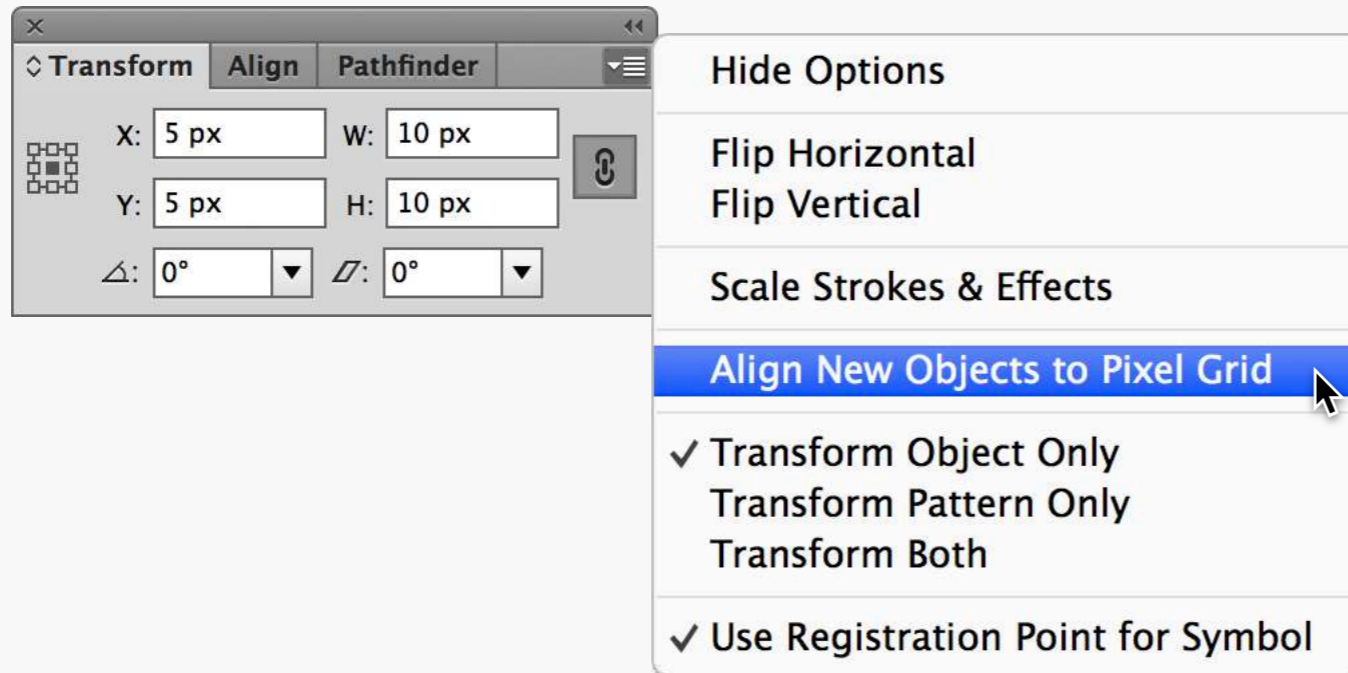 Transform Align Pathfinder
X: 5 px W: 10 px
Y: 5 px H: 10 px
: 0° : 0°
Hide Options
Flip Horizontal
Flip Vertical
Scale Strokes & Effects
Align New Objects to Pixel Grid
Transform Object Only
Transform Pattern Only
Transform Both
Use Registration Point for Symbol